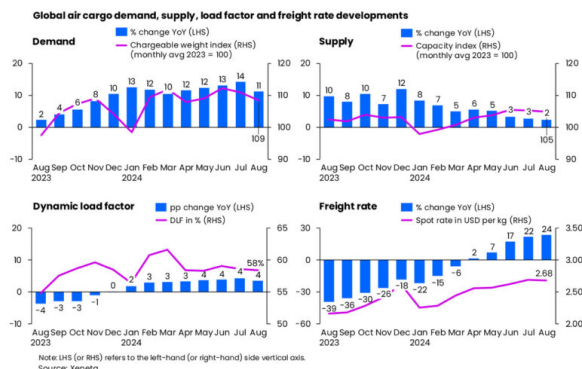 Global air cargo demand, supply, load factor and freight rate developments
Demand
% change YoY (LHS)
Chargeable weight index (RHS)
(monthly avg 2023 = 100)
20 120
10 110
0 100
-10 90
2 4 6 8 10 10 13 12 10 12 12 13 14 11
109
Aug Sep Oct Nov Dec Jan Feb Mar Apr May Jun Jul Aug
2023 2024
Supply
% change YoY (LHS)
Capacity index (RHS)
(monthly avg 2023 = 100)
20 120
10 110
0 100
-10 90
10 8 10 7 12 8 7 5 6 5 3 3 2
105
Aug Sep Oct Nov Dec Jan Feb Mar Apr May Jun Jul Aug
2023 2024
Dynamic load factor
pp change YoY (LHS)
DLF in % (RHS)
20 65
10 60
0 55
-10 50
-4 -3 -3 -1 0 2 3 3 3 4 4 4 4
58%
Aug Sep Oct Nov Dec Jan Feb Mar Apr May Jun Jul Aug
2023 2024
Freight rate
% change YoY (LHS)
Spot rate in USD per kg (RHS)
30 3.50
0 3.00
-30 2.50
-60 2.00
-39 -36 -30 -26 -18 -22 -15 -6 2 7 17 22 24
2.68
Aug Sep Oct Nov Dec Jan Feb Mar Apr May Jun Jul Aug
2023 2024
Note: LHS (or RHS) refers to the left-hand (or right-hand) side vertical axis.
Source: Xeneta